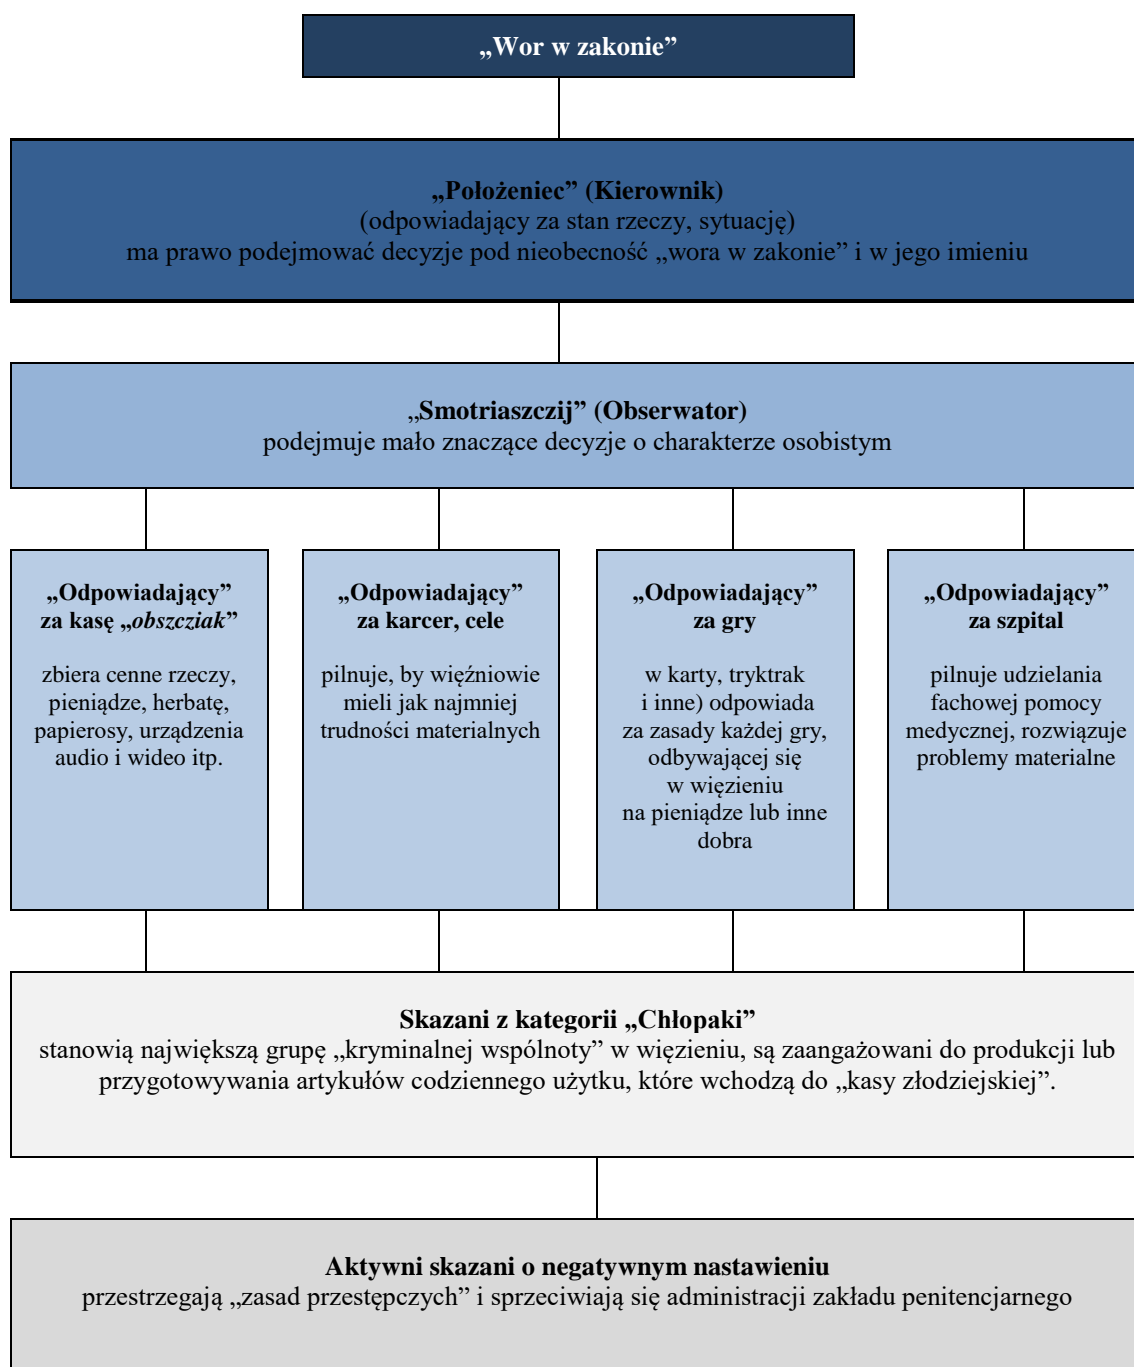 „Wor w zakonie”
„Położeniec” (Kierownik)
(odpowiadający za stan rzeczy, sytuację)
ma prawo podejmować decyzje pod nieobecność „wora w zakonie” i w jego imieniu
„Smotriaszczij” (Obserwator)
podejmuje mało znaczące decyzje o charakterze osobistym
„Odpowiadający”
za kasę „obszcziak”
zbiera cenne rzeczy,
pieniądze, herbatę,
papierosy, urządzenia
audio i wideo itp.
„Odpowiadający”
za karcer, cele
pilnuje, by więźniowie
mieli jak najmniej
trudności materialnych
„Odpowiadający”
za gry
w karty, tryktrak
i inne) odpowiada
za zasady każdej gry,
odbywającej się
w więzieniu
na pieniądze lub inne
dobra
„Odpowiadający”
za szpital
pilnuje udzielania
fachowej pomocy
medycznej, rozwiązuje
problemy materialne
Skazani z kategorii „Chłopaki”
stanowią największą grupę „kryminalnej wspólnoty” w więzieniu, są zaangażowani do produkcji lub
przygotowywania artykułów codziennego użytku, które wchodzą do „kasy złodziejskiej”.
Aktywni skazani o negatywnym nastawieniu
przestrzegają „zasad przestępczych” i sprzeciwiają się administracji zakładu penitencjarnego